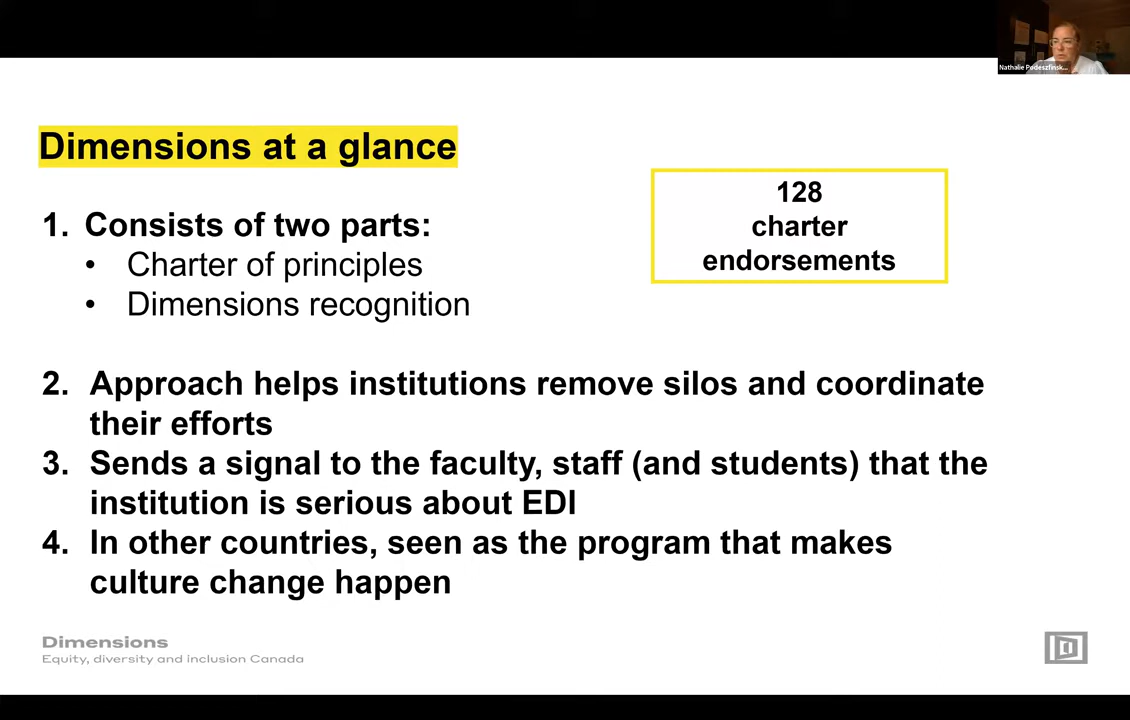 Nathalie Podeszfinsk...
Dimensions at a glance
128
charter
endorsements
1. Consists of two parts:
• Charter of principles
• Dimensions recognition
2. Approach helps institutions remove silos and coordinate
their efforts
3. Sends a signal to the faculty, staff (and students) that the
institution is serious about EDI
4. In other countries, seen as the program that makes
culture change happen
Dimensions
Equity, diversity and inclusion Canada